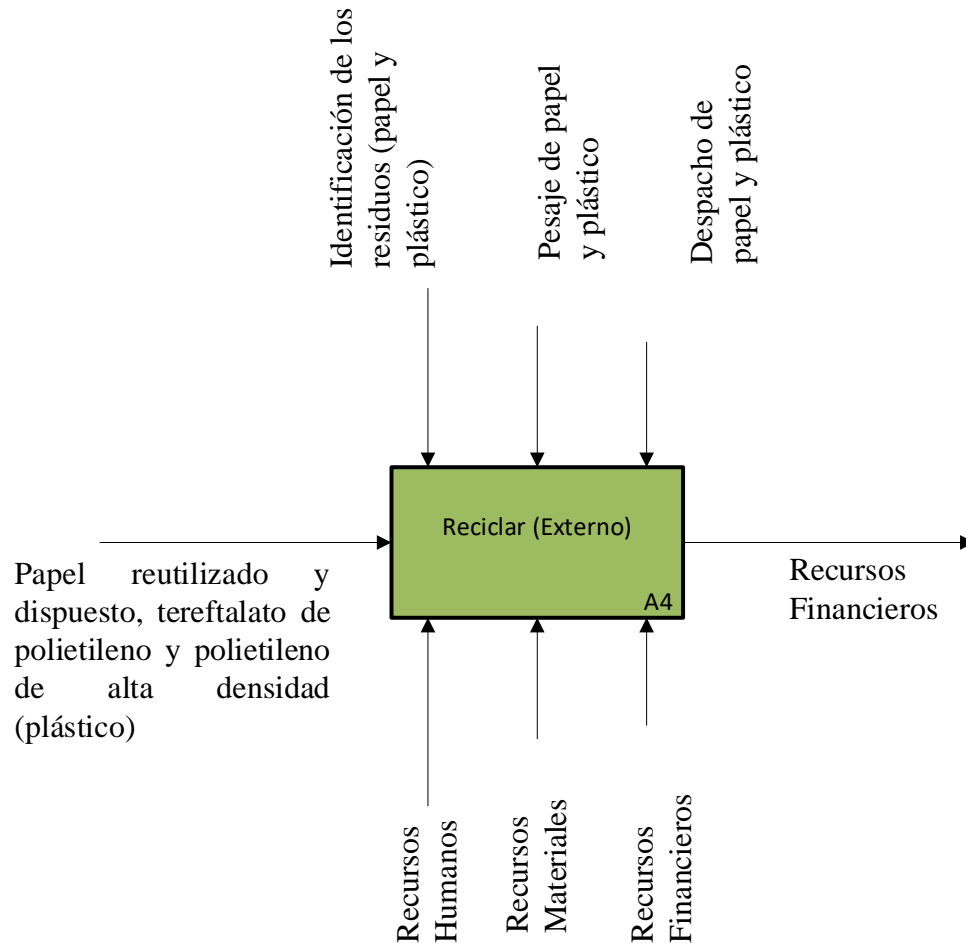 Identificación de los
residuos (papel y
plástico)
Pesaje de papel
y plástico
Despacho de
papel y plástico
Reciclar (Externo)
A4
Papel reutilizado y
dispuesto, tereftalato de
polietileno y polietileno
de alta densidad
(plástico)
Recursos
Financieros
Recursos
Humanos
Recursos
Materiales
Recursos
Financieros